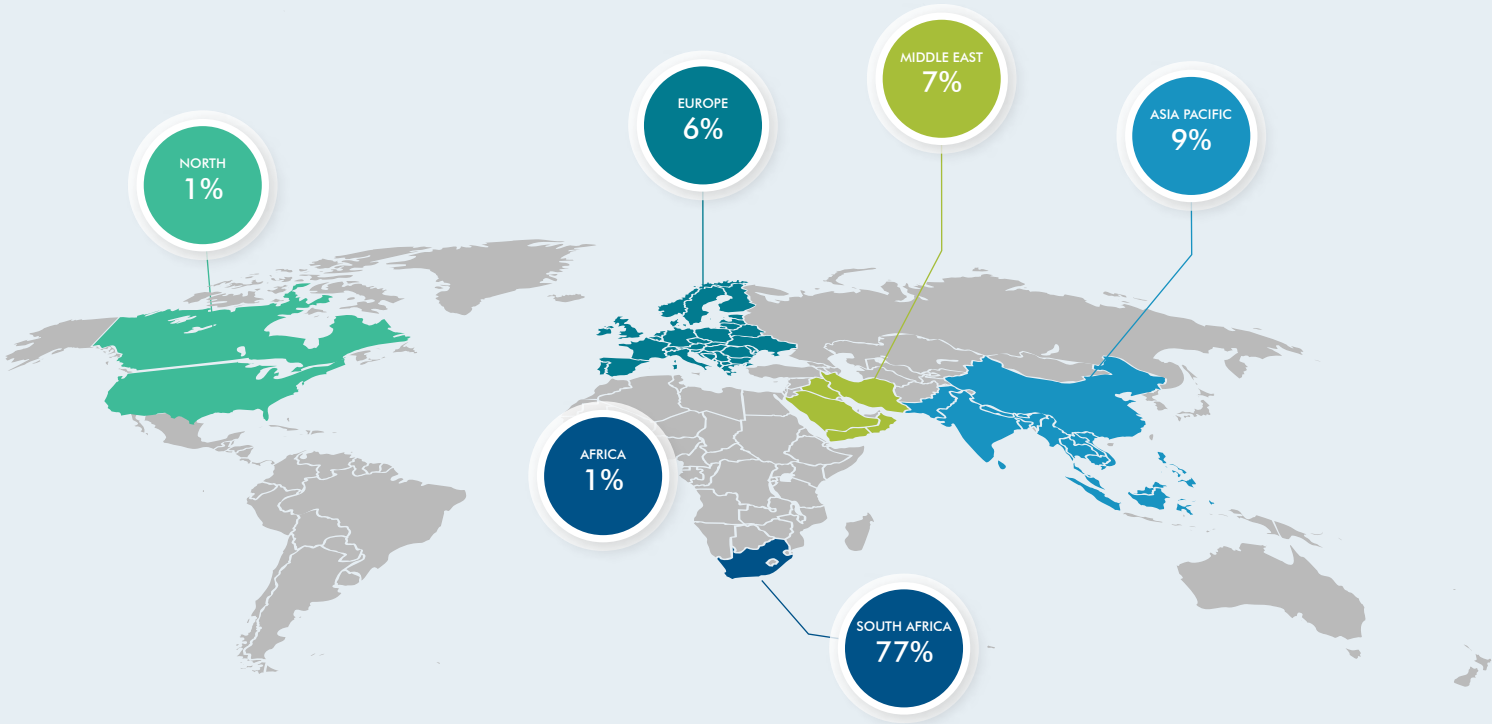 MIDDLE EAST
7%
EUROPE
6%
ASIA PACIFIC
9%
NORTH
1%
AFRICA
1%
SOUTH AFRICA
77%